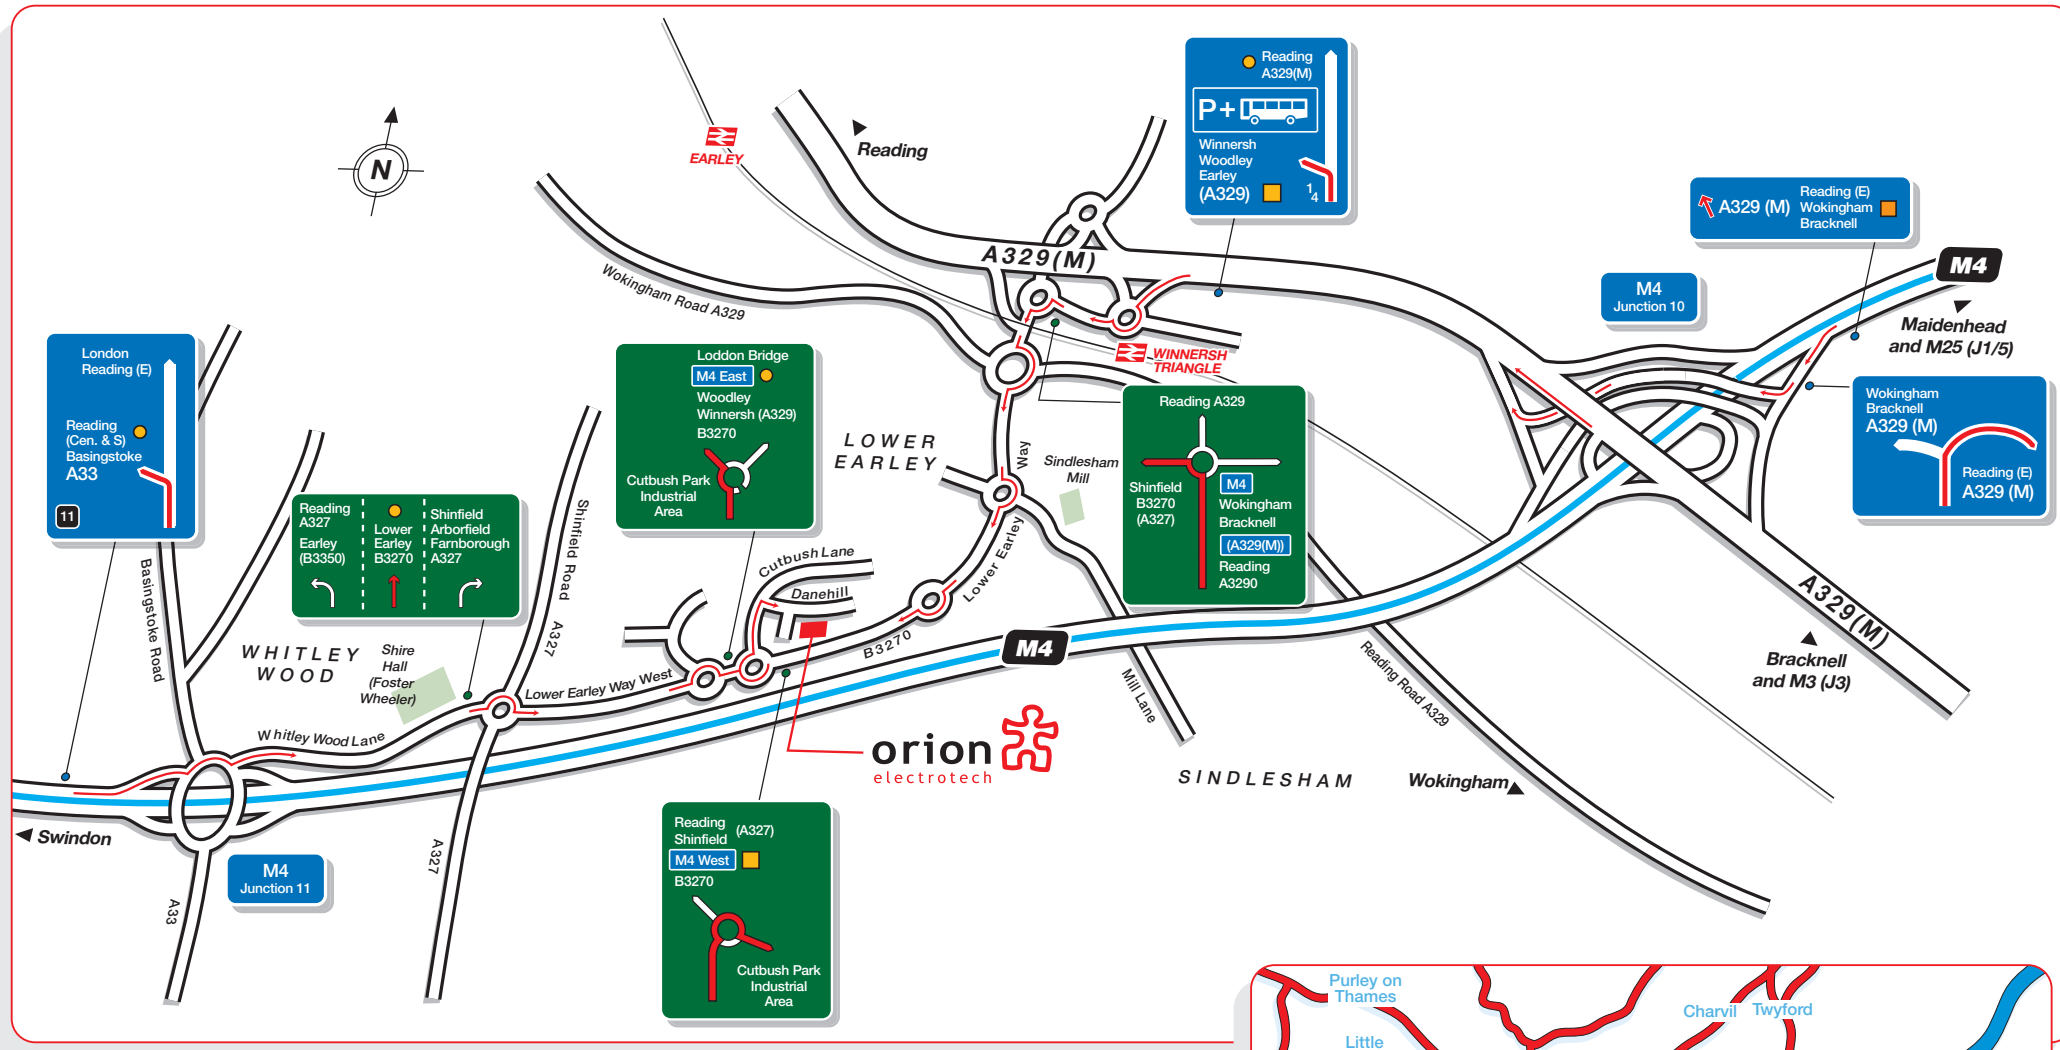 N
EARLEY
Reading
Reading
A329(M)
P+
Winnersh
Woodley
Earley
(A329)
1
4
A329 (M)
Reading (E)
Wokingham
Bracknell
M4
M4
Junction 10
Maidenhead
and M25 (J1/5)
Wokingham Road A329
A329(M)
WINNERSH
TRIANGLE
London
Reading (E)
Reading
(Cen. & S)
Basingstoke
A33
11
Loddon Bridge
M4 East
Woodley
Winnersh (A329)
B3270
Cutbush Park
Industrial
Area
LOWER
EARLEY
Way
Sindlesham
Mill
Reading A329
Shinfield
B3270
(A327)
M4
Wokingham
Bracknell
(A329(M))
Reading
A3290
Wokingham
Bracknell
A329 (M)
Reading (E)
A329 (M)
Reading
A327
Earley
(B3350)
Lower
Earley
B3270
Shinfield
Arborfield
Farnborough
A327
Basingstoke Road
Shinfield Road
A327
Cutbush Lane
Danehill
Lower Earley
B3270
M4
A329(M)
Bracknell
and M3 (J3)
WHITLEY
WOOD
Shire
Hall
(Foster
Wheeler)
Lower Earley Way West
Whitley Wood Lane
Mill Lane
Reading Road A329
orion
electrotech
SINDLESHAM
Wokingham
Swindon
M4
Junction 11
A33
A327
Reading
Shinfield
(A327)
M4 West
B3270
Cutbush Park
Industrial
Area
Purley on
Thames
Little
Charvil
Twyford